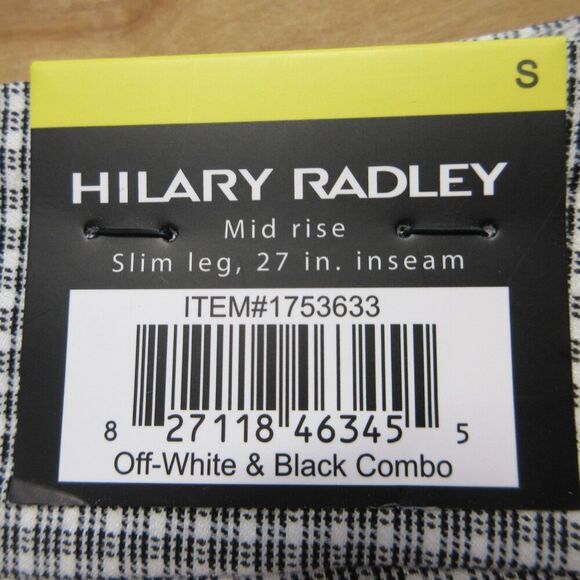 S
HILARY RADLEY
Mid rise
Slim leg, 27 in. inseam
ITEM#1753633
8 27118 46345 5
Off-White & Black Combo